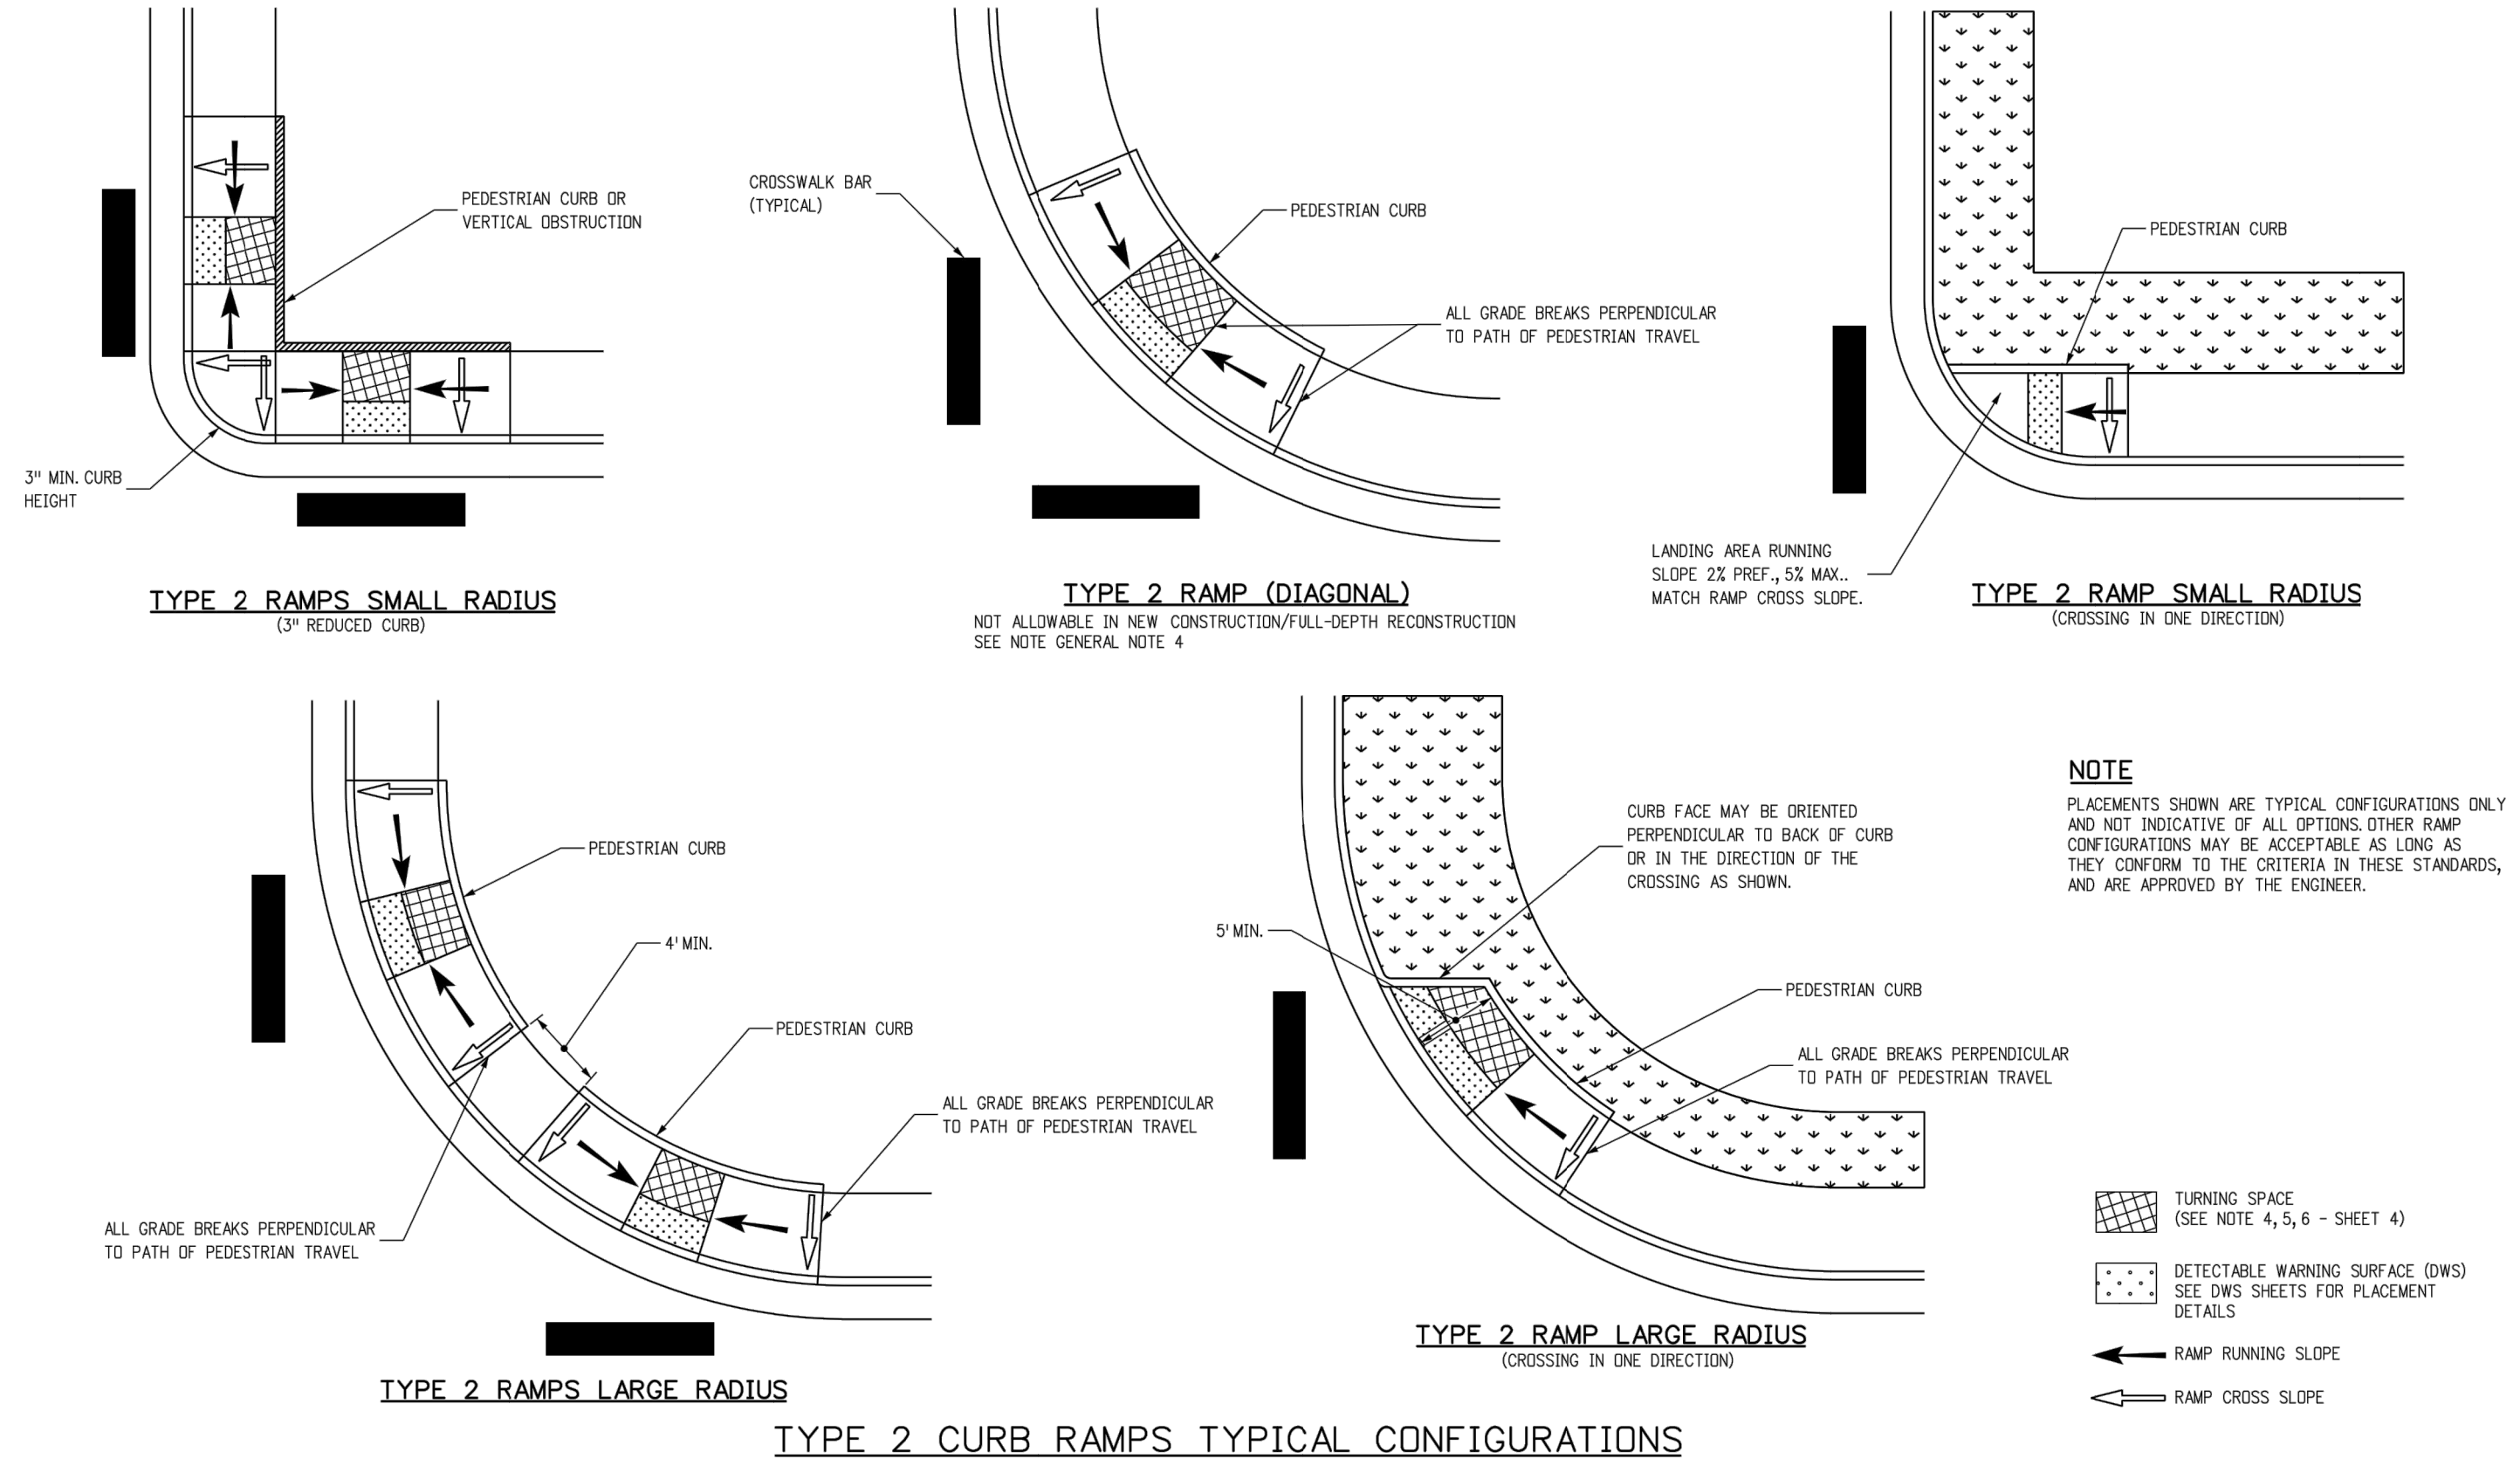 PEDESTRIAN CURB OR
VERTICAL OBSTRUCTION
3" MIN. CURB
HEIGHT
TYPE 2 RAMPS SMALL RADIUS
(3" REDUCED CURB)
CROSSWALK BAR
(TYPICAL)
PEDESTRIAN CURB
ALL GRADE BREAKS PERPENDICULAR
TO PATH OF PEDESTRIAN TRAVEL
TYPE 2 RAMP (DIAGONAL)
NOT ALLOWABLE IN NEW CONSTRUCTION/FULL-DEPTH RECONSTRUCTION
SEE NOTE GENERAL NOTE 4
PEDESTRIAN CURB
LANDING AREA RUNNING
SLOPE 2% PREF., 5% MAX..
MATCH RAMP CROSS SLOPE.
TYPE 2 RAMP SMALL RADIUS
(CROSSING IN ONE DIRECTION)
PEDESTRIAN CURB
4' MIN.
PEDESTRIAN CURB
ALL GRADE BREAKS PERPENDICULAR
TO PATH OF PEDESTRIAN TRAVEL
ALL GRADE BREAKS PERPENDICULAR
TO PATH OF PEDESTRIAN TRAVEL
TYPE 2 RAMPS LARGE RADIUS
CURB FACE MAY BE ORIENTED
PERPENDICULAR TO BACK OF CURB
OR IN THE DIRECTION OF THE
CROSSING AS SHOWN.
5' MIN.
PEDESTRIAN CURB
ALL GRADE BREAKS PERPENDICULAR
TO PATH OF PEDESTRIAN TRAVEL
TYPE 2 RAMP LARGE RADIUS
(CROSSING IN ONE DIRECTION)
NOTE
PLACEMENTS SHOWN ARE TYPICAL CONFIGURATIONS ONLY
AND NOT INDICATIVE OF ALL OPTIONS. OTHER RAMP
CONFIGURATIONS MAY BE ACCEPTABLE AS LONG AS
THEY CONFORM TO THE CRITERIA IN THESE STANDARDS,
AND ARE APPROVED BY THE ENGINEER.
TURNING SPACE
(SEE NOTE 4, 5, 6 - SHEET 4)
DETECTABLE WARNING SURFACE (DWS)
SEE DWS SHEETS FOR PLACEMENT
DETAILS
RAMP RUNNING SLOPE
RAMP CROSS SLOPE
TYPE 2 CURB RAMPS TYPICAL CONFIGURATIONS